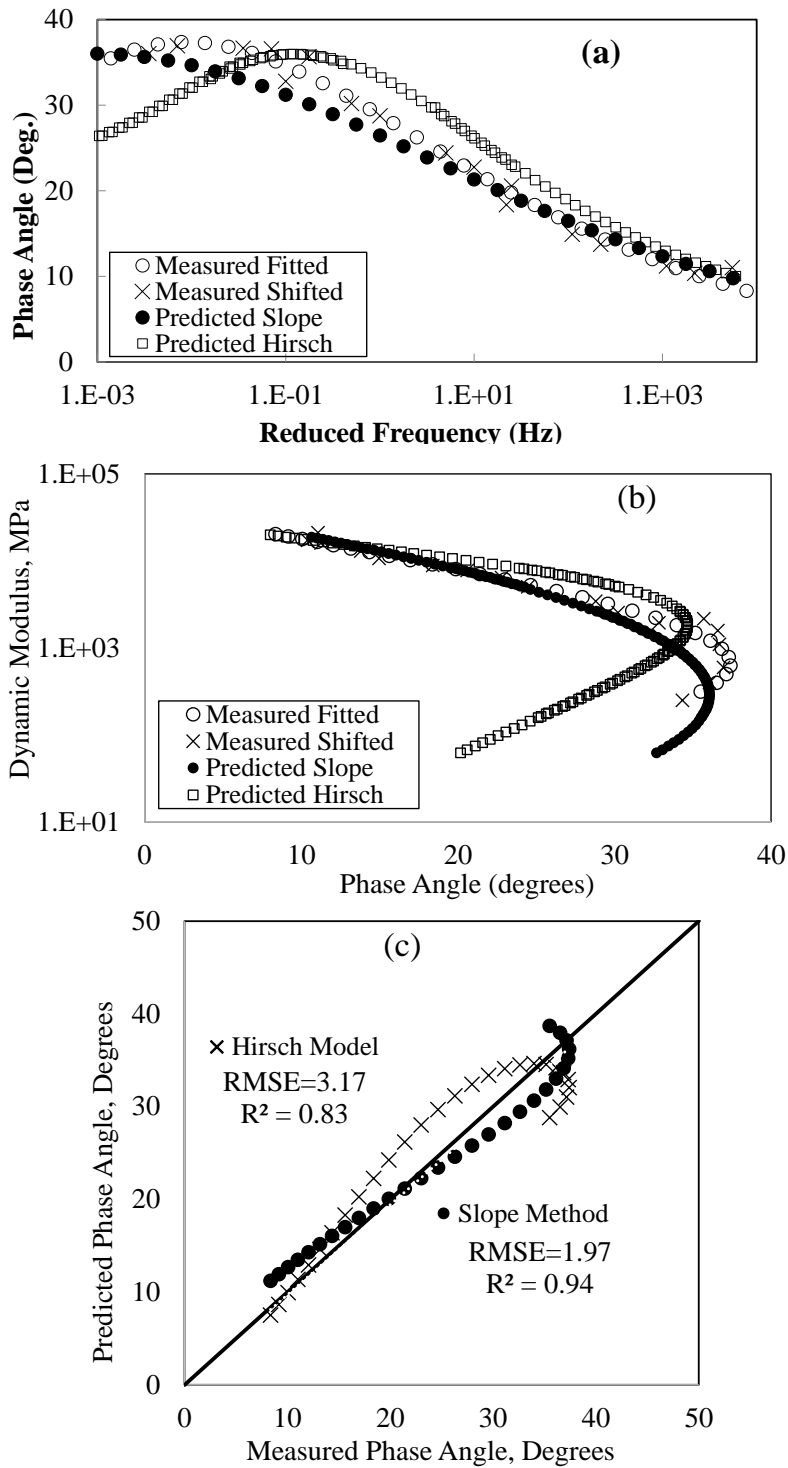 (a)
40
30
20
10
0
Phase Angle (Deg.)
Measured Fitted
Measured Shifted
Predicted Slope
Predicted Hirsch
1.E-03
1.E-01
1.E+01
1.E+03
Reduced Frequency (Hz)
(b)
1.E+05
1.E+03
1.E+01
Dynamic Modulus, MPa
Measured Fitted
Measured Shifted
Predicted Slope
Predicted Hirsch
0
10
20
30
40
Phase Angle (degrees)
(c)
50
40
30
20
10
0
Predicted Phase Angle, Degrees
Hirsch Model
RMSE=3.17
R² = 0.83
Slope Method
RMSE=1.97
R² = 0.94
0
10
20
30
40
50
Measured Phase Angle, Degrees